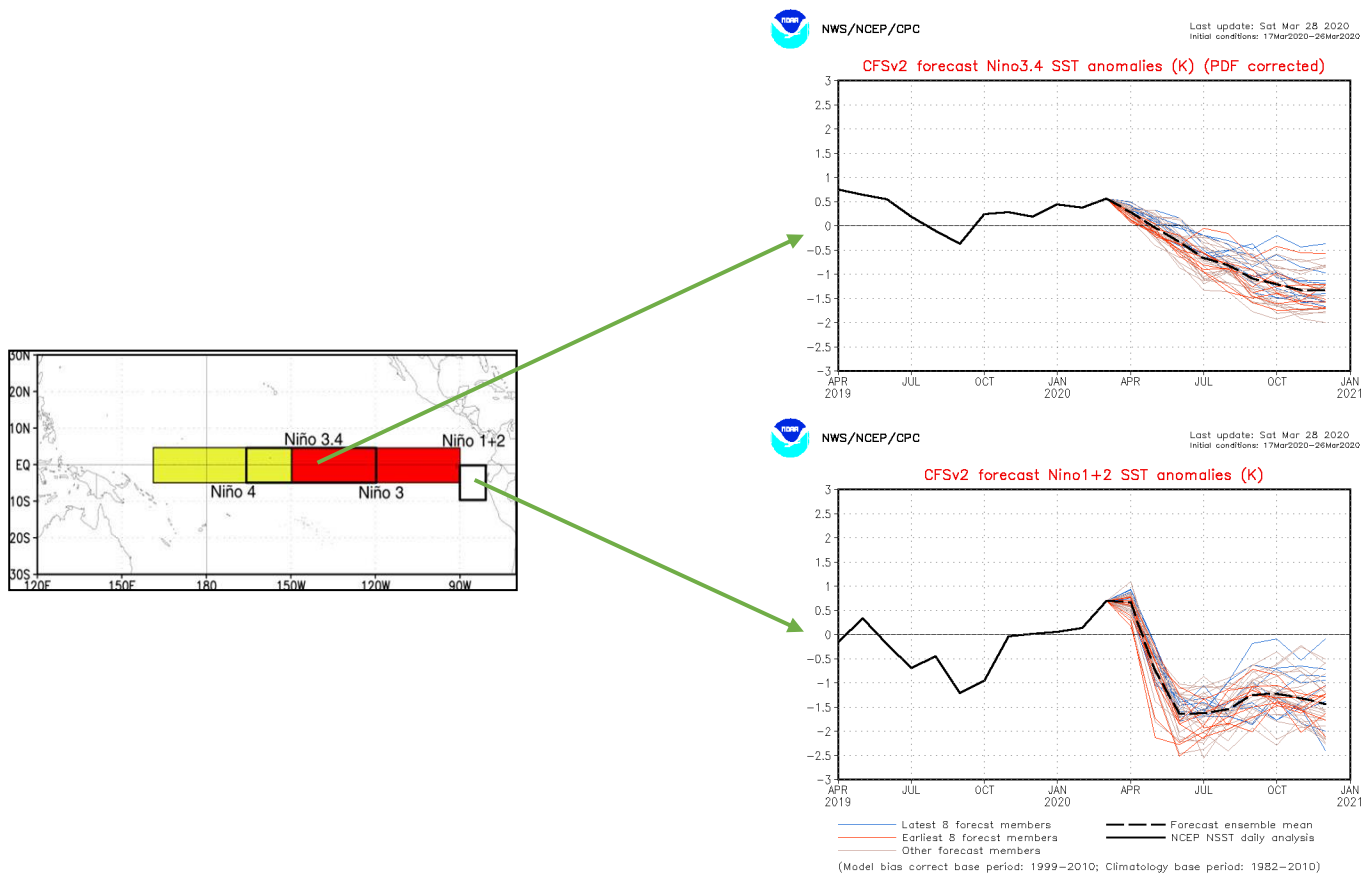 NOAA
NWS/NCEP/CPC
Last update: Sat Mar 28 2020
Initial conditions: 17Mar2020-26Mar2020
CFSv2 forecast Nino3.4 SST anomalies (K) (PDF corrected)
3
2.5
2
1.5
1
0.5
0
-0.5
-1
-1.5
-2
-2.5
-3
APR JUL OCT JAN APR JUL OCT JAN
2019 2020 2021
30N
20N
10N
EQ
10S
20S
30S
Niño 3.4
Niño 1+2
Niño 4
Niño 3
120E 150E 180 150W 120W 90W
NOAA
NWS/NCEP/CPC
Last update: Sat Mar 28 2020
Initial conditions: 17Mar2020-26Mar2020
CFSv2 forecast Nino1+2 SST anomalies (K)
3
2.5
2
1.5
1
0.5
0
-0.5
-1
-1.5
-2
-2.5
-3
APR JUL OCT JAN APR JUL OCT JAN
2019 2020 2021
Latest 8 forecst members
Earliest 8 forecst members
Other forecast members
Forecast ensemble mean
NCEP NSST daily analysis
(Model bias correct base period: 1999-2010; Climatology base period: 1982-2010)